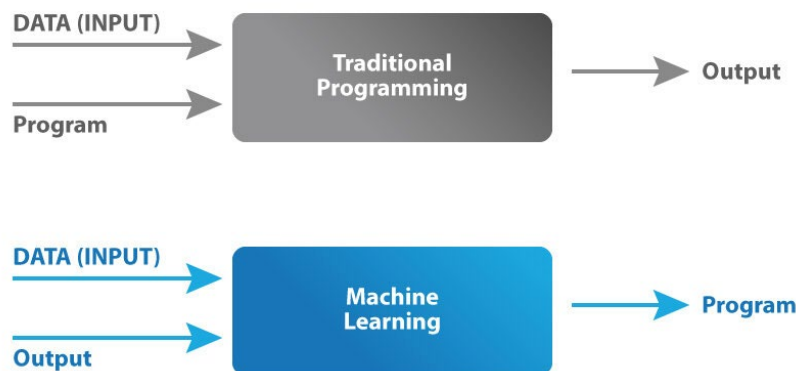 DATA (INPUT)
Traditional
Programming
Output
Program
DATA (INPUT)
Machine
Learning
Program
Output